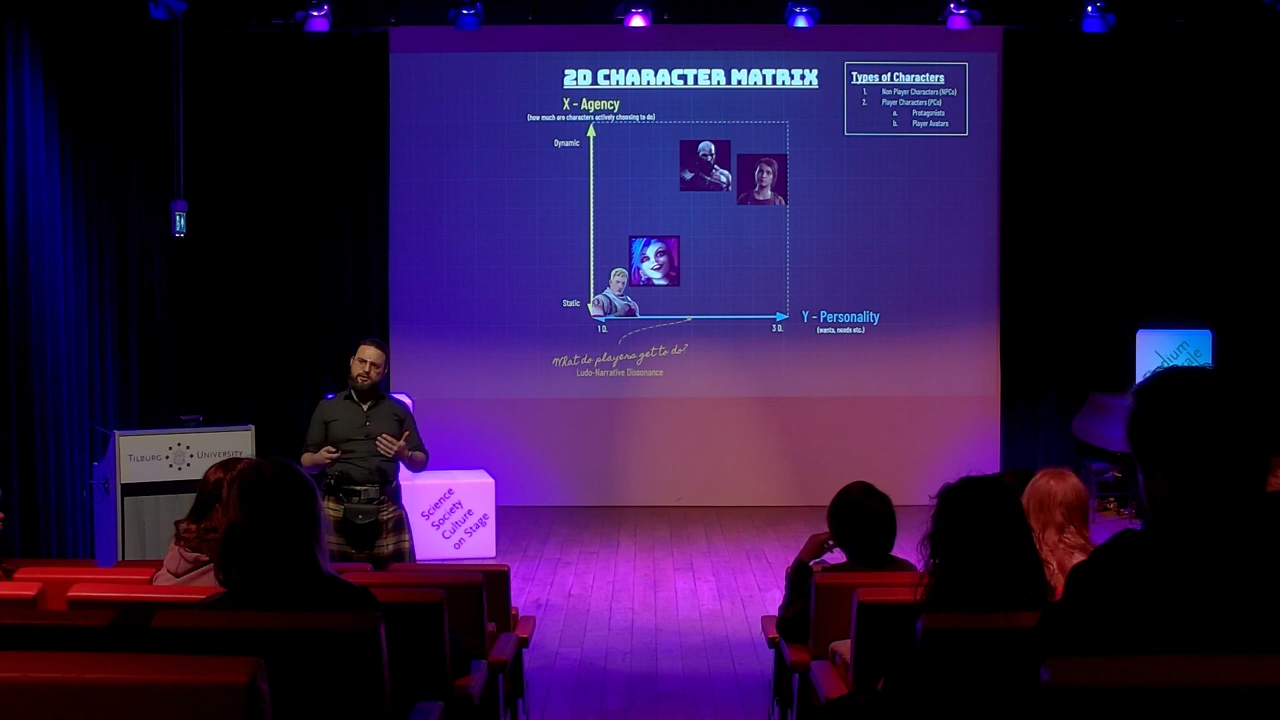 2D CHARACTER MATRIX
Types of Characters
1. Non Player Characters (NPCs)
2. Player Characters (PCs)
a. Protagonists
b. Player Avatars
X - Agency
(how much are characters actively choosing to do)
Dynamic
Static
1 D.
3 D.
Y - Personality
(wants, needs etc.)
What do players get to do?
Ludo-Narrative Dissonance
TILBURG UNIVERSITY
Science
Society
Culture
on Stage